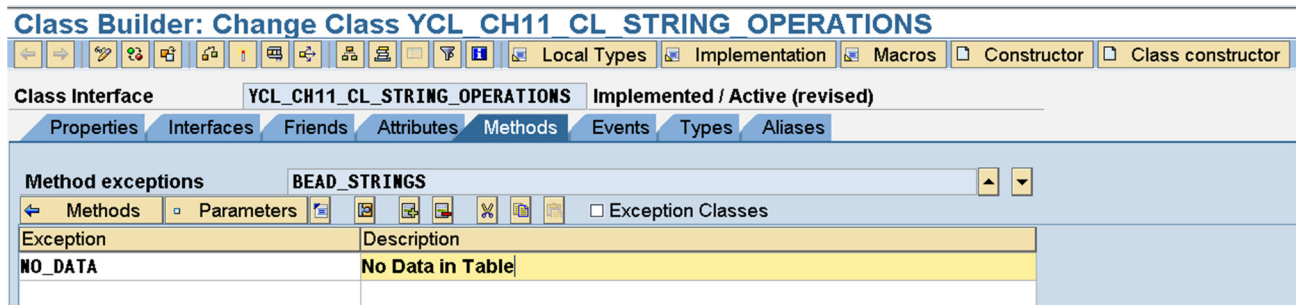 Class Builder: Change Class YCL_CH11_CL_STRING_OPERATIONS
Local Types Implementation Macros Constructor Class constructor
Class Interface YCL_CH11_CL_STRING_OPERATIONS Implemented / Active (revised)
Properties Interfaces Friends Attributes Methods Events Types Aliases
Method exceptions BEAD_STRINGS
Methods Parameters Exception Classes
Exception Description
NO_DATA No Data in Table